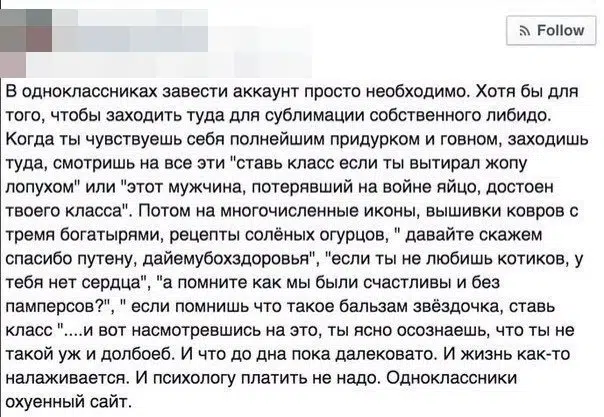 Follow
В одноклассниках завести аккаунт просто необходимо. Хотя бы для
того, чтобы заходить туда для сублимации собственного либидо.
Когда ты чувствуешь себя полнейшим придурком и говном, заходишь
туда, смотришь на все эти "ставь класс если ты вытирал жопу
лопухом" или "этот мужчина, потерявший на войне яйцо, достоен
твоего класса". Потом на многочисленные иконы, вышивки ковров с
тремя богатырями, рецепты солёных огурцов, " давайте скажем
спасибо путену, дайемубохздоровья", "если ты не любишь котиков, у
тебя нет сердца", "а помните как мы были счастливы и без
памперсов?", " если помнишь что такое бальзам звёздочка, ставь
класс "....и вот насмотревшись на это, ты ясно осознаешь, что ты не
такой уж и долбоеб. И что до дна пока далековато. И жизнь как-то
налаживается. И психологу платить не надо. Одноклассники
охуенный сайт.